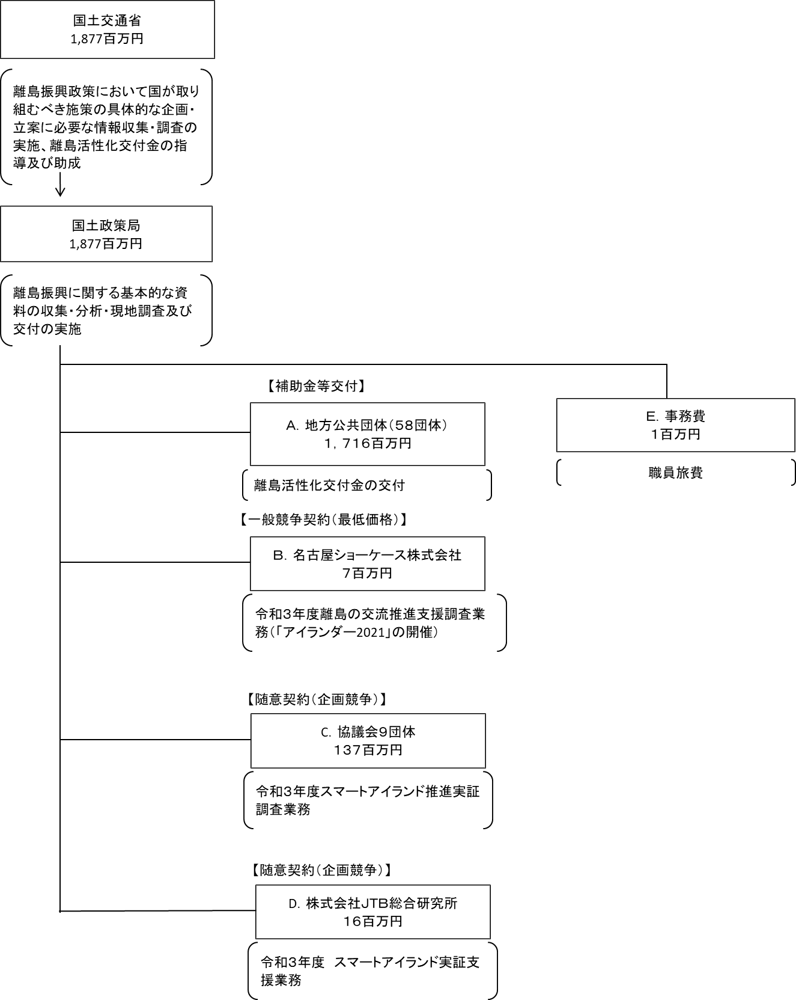 国土交通省
1,877百万円
離島振興政策において国が取り
組むべき施策の具体的な企画・
立案に必要な情報収集・調査の
実施、離島活性化交付金の指
導及び助成
国土政策局
1,877百万円
離島振興に関する基本的な資
料の収集・分析・現地調査及び
交付の実施
【補助金等交付】
A．地方公共団体（５８団体）
１，７１６百万円
離島活性化交付金の交付
E．事務費
１百万円
職員旅費
【一般競争契約（最低価格）】
B．名古屋ショーケース株式会社
７百万円
令和３年度離島の交流推進支援調査業
務（「アイランダー2021」の開催）
【随意契約（企画競争）】
C．協議会９団体
１３７百万円
令和３年度スマートアイランド推進実証
調査業務
【随意契約（企画競争）】
D．株式会社JTB総合研究所
１６百万円
令和３年度　スマートアイランド実証支
援業務